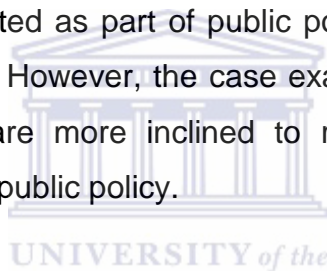 ted as part of public po
However, the case exa
are more inclined to r
public policy.
UNIVERSITY of the